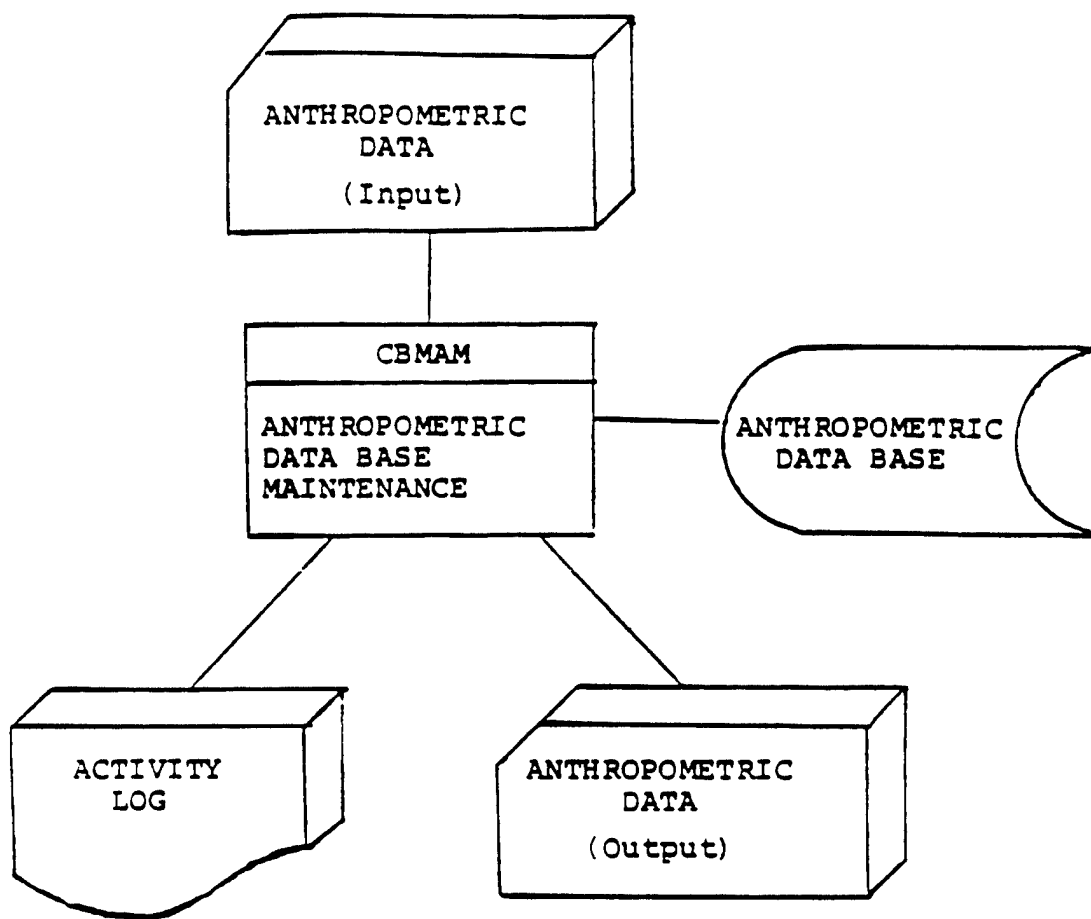 ANTHROPOMETRIC
DATA
(Input)
CBMAM
ANTHROPOMETRIC
DATA BASE
MAINTENANCE
ANTHROPOMETRIC
DATA BASE
ACTIVITY
LOG
ANTHROPOMETRIC
DATA
(Output)